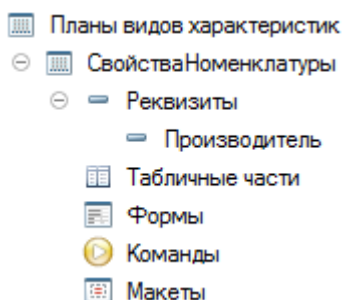 Планы видов характеристик
СвойстваНоменклатуры
Реквизиты
Производитель
Табличные части
Формы
Команды
Макеты